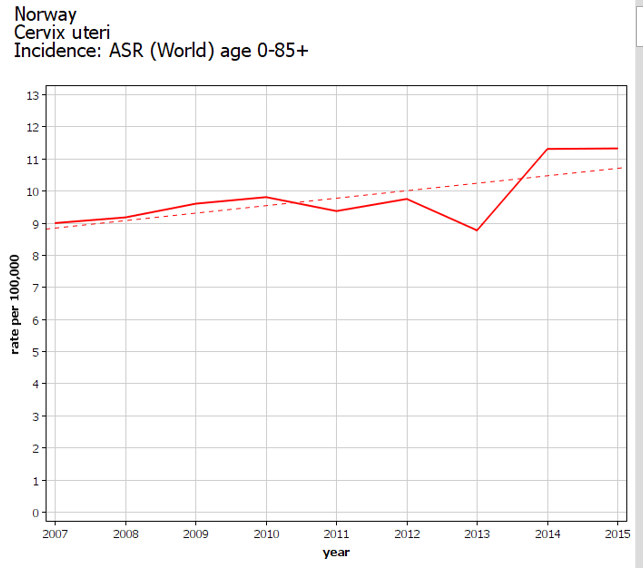 Norway
Cervix uteri
Incidence: ASR (World) age 0-85+
13
12
11
10
9
8
7
6
5
4
3
2
1
0
rate per 100,000
2007 2008 2009 2010 2011 2012 2013 2014 2015
year